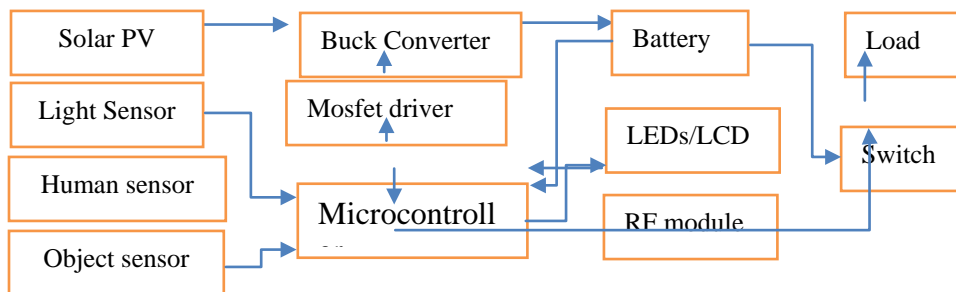 Solar PV
Buck Converter
Battery
Load
Light Sensor
Mosfet driver
LEDs/LCD
Switch
Human sensor
Microcontroll
RF module
Object sensor